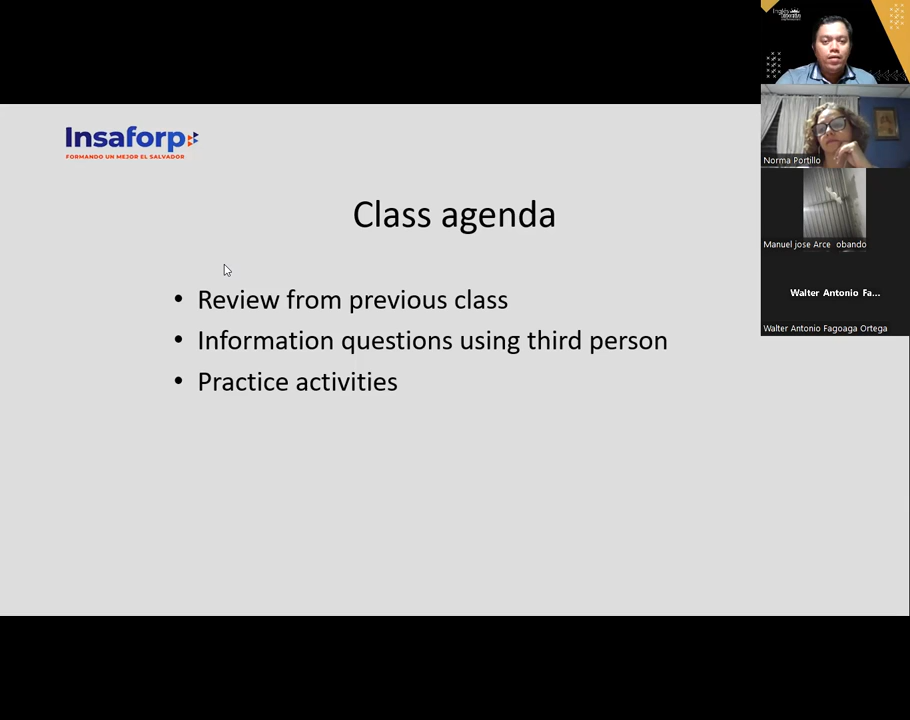 Insaforp
FORMANDO UN MEJOR EL SALVADOR
Class agenda
• Review from previous class
• Information questions using third person
• Practice activities
Inglés
Norma Portillo
Manuel jose Arce obando
Walter Antonio Fa...
Walter Antonio Fagoaga Ortega